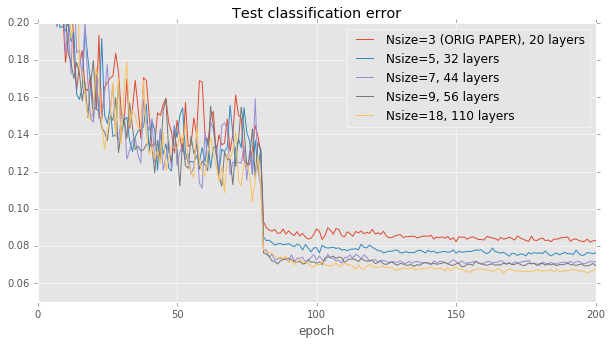 Test classification error
0.20
0.18
0.16
0.14
0.12
0.10
0.08
0.06
Nsize=3 (ORIG PAPER), 20 layers
Nsize=5, 32 layers
Nsize=7, 44 layers
Nsize=9, 56 layers
Nsize=18, 110 layers
0 50 100 150 200
epoch